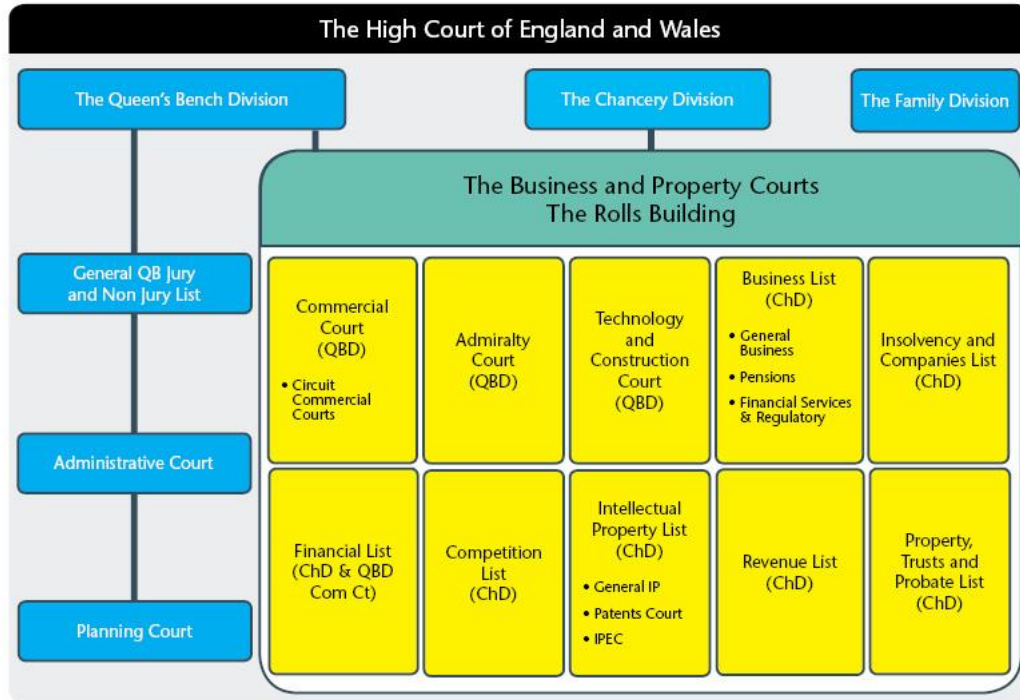 The High Court of England and Wales
The Queen's Bench Division
The Chancery Division
The Family Division
The Business and Property Courts
The Rolls Building
General QB Jury
and Non Jury List
Administrative Court
Planning Court
Commercial
Court
(QBD)
• Circuit
Commercial
Courts
Admiralty
Court
(QBD)
Technology
and
Construction
Court
(QBD)
Business List
(ChD)
• General
Business
• Pensions
• Financial Services
& Regulatory
Insolvency and
Companies List
(ChD)
Financial List
(ChD & QBD
Com Ct)
Competition
List
(ChD)
Intellectual
Property List
(ChD)
• General IP
• Patents Court
• IPEC
Revenue List
(ChD)
Property,
Trusts and
Probate List
(ChD)